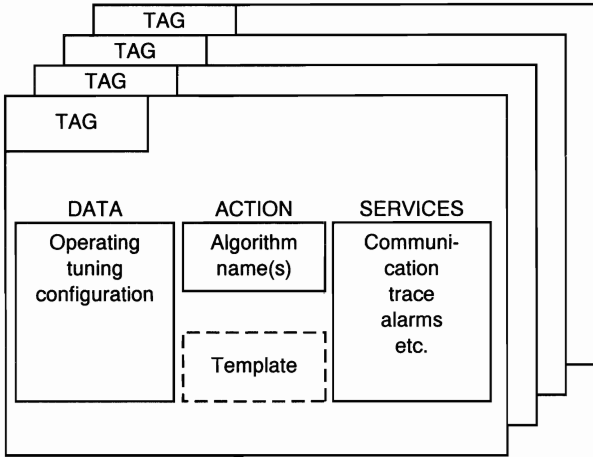 TAG
TAG
TAG
TAG
DATA
Operating
tuning
configuration
ACTION
Algorithm
name(s)
Template
SERVICES
Communi-
cation
trace
alarms
etc.